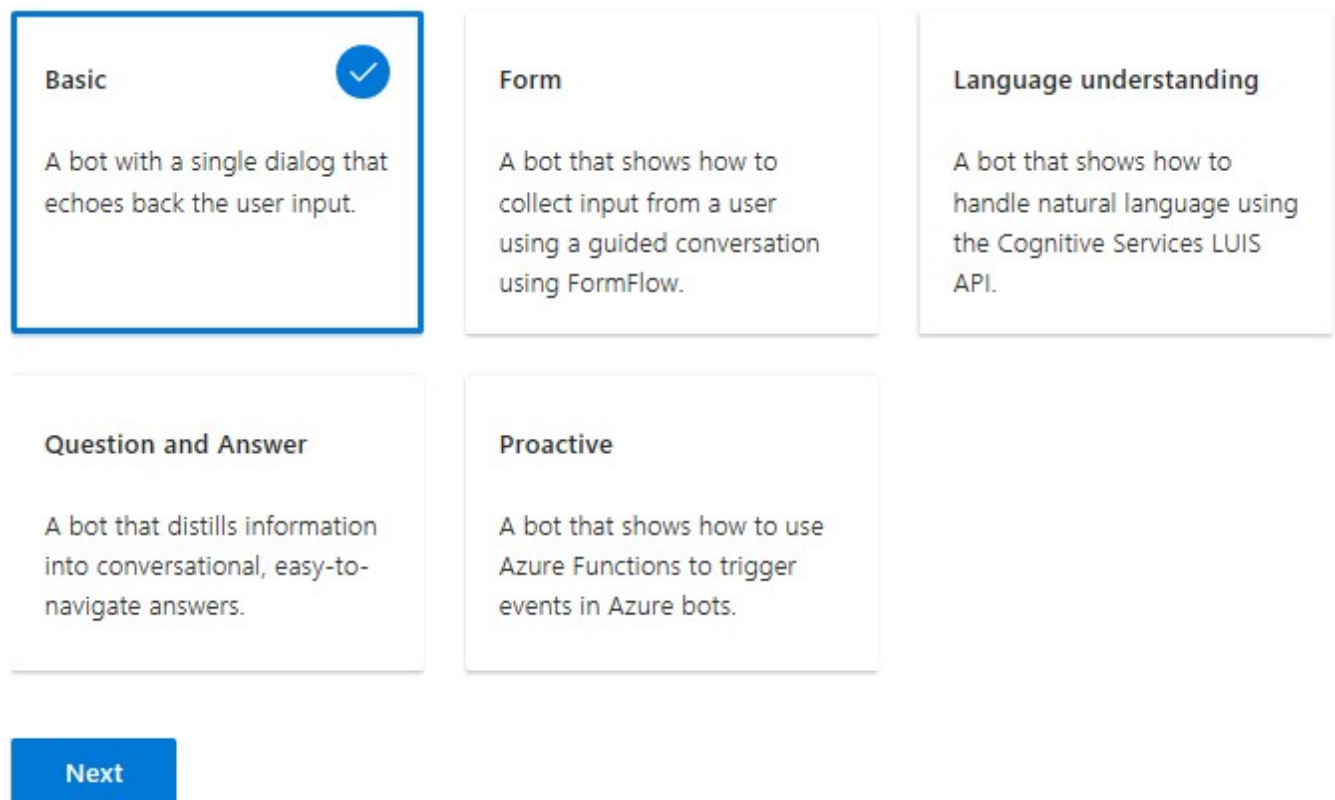 Basic
A bot with a single dialog that
echoes back the user input.
Form
A bot that shows how to
collect input from a user
using a guided conversation
using FormFlow.
Language understanding
A bot that shows how to
handle natural language using
the Cognitive Services LUIS
API.
Question and Answer
A bot that distills information
into conversational, easy-to-
navigate answers.
Proactive
A bot that shows how to use
Azure Functions to trigger
events in Azure bots.
Next